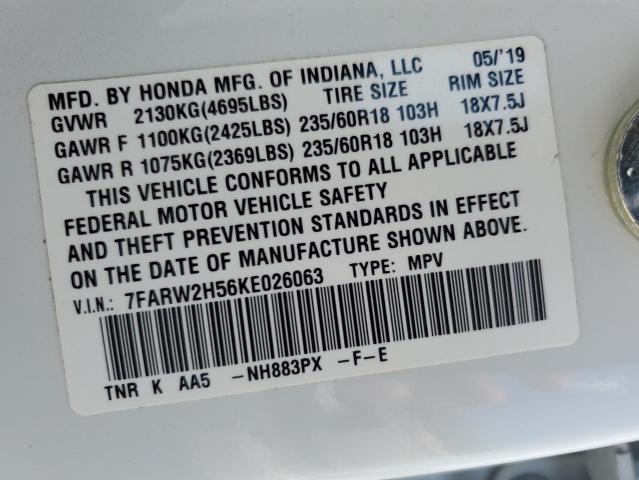 MFD. BY HONDA MFG. OF INDIANA, LLC 05/'19
GVWR 2130KG(4695LBS) TIRE SIZE RIM SIZE
GAWR F 1100KG(2425LBS) 235/60R18 103H 18X7.5J
GAWR R 1075KG(2369LBS) 235/60R18 103H 18X7.5J
THIS VEHICLE CONFORMS TO ALL APPLICABLE
FEDERAL MOTOR VEHICLE SAFETY
AND THEFT PREVENTION STANDARDS IN EFFECT
ON THE DATE OF MANUFACTURE SHOWN ABOVE.
V.I.N.: 7FARW2H56KE026063 TYPE: MPV
TNR K AA5 -NH883PX -F-E